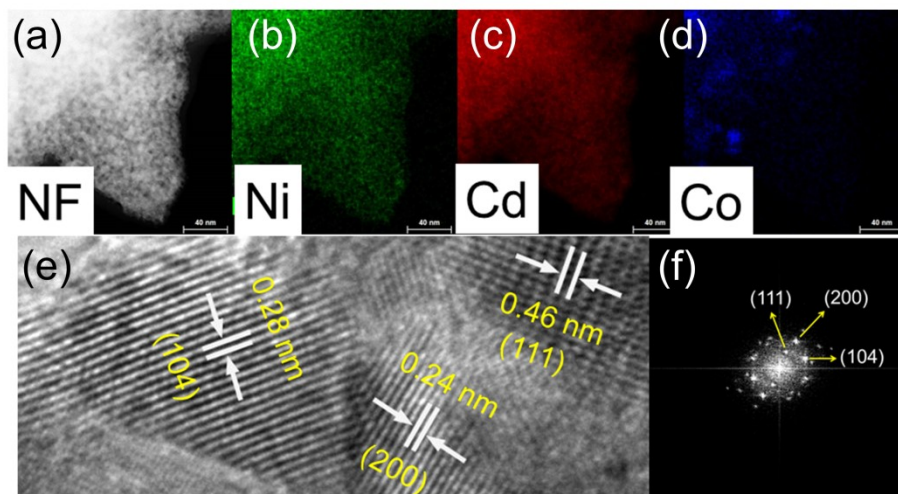 (a)
NF
40 nm
(b)
Ni
40 nm
(c)
Cd
40 nm
(d)
Co
40 nm
(e)
0.28 nm
(104)
0.46 nm
(111)
0.24 nm
(200)
(f)
(111)
(200)
(104)